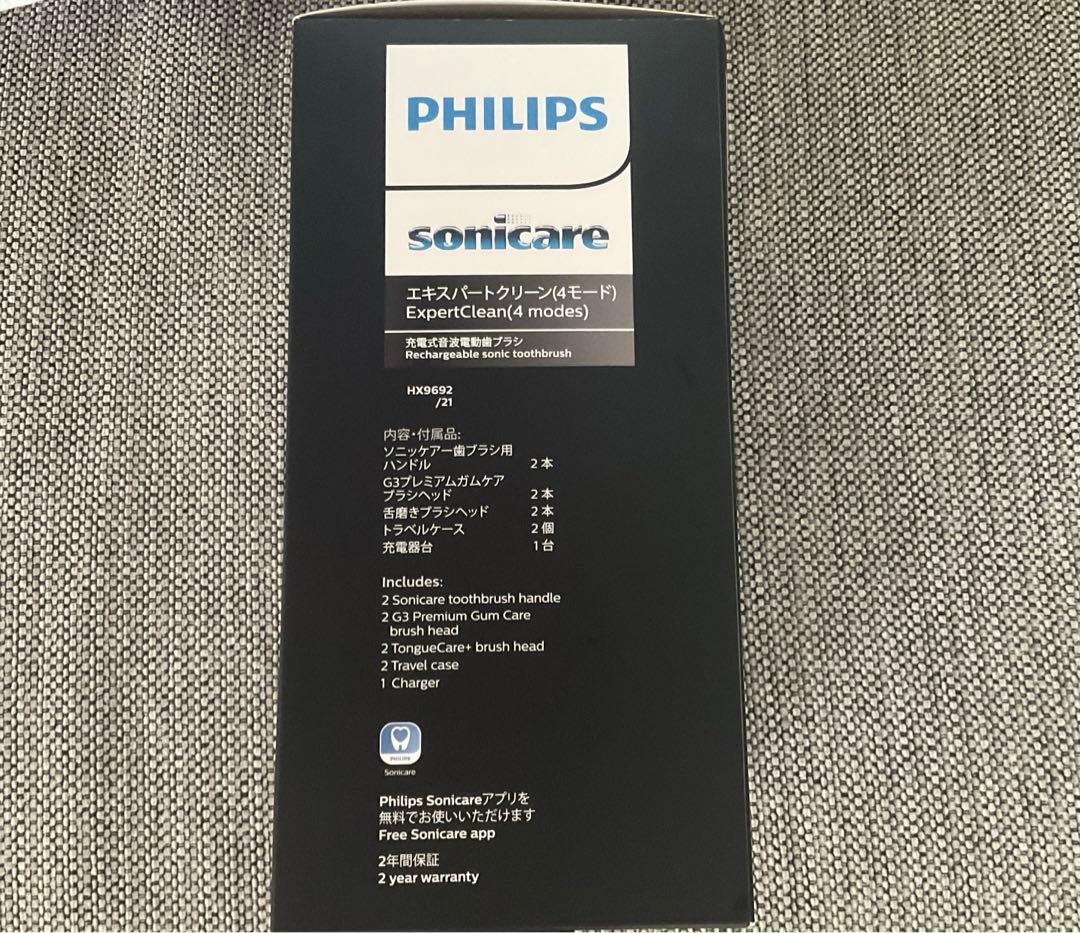 PHILIPS
sonicare
エキスパートクリーン(4モード)
ExpertClean(4 modes)
充電式音波電動歯ブラシ
Rechargeable sonic toothbrush
HX9692
/21
内容・付属品:
ソニッケアー歯ブラシ用
ハンドル 2本
G3プレミアムガムケア
ブラシヘッド 2本
舌磨きブラシヘッド 2本
トラベルケース 2個
充電器台 1台
Includes:
2 Sonicare toothbrush handle
2 G3 Premium Gum Care
brush head
2 TongueCare+ brush head
2 Travel case
1 Charger
PHILIPS
Sonicare
Philips Sonicareアプリを
無料でお使いいただけます
Free Sonicare app
2年間保証
2 year warranty